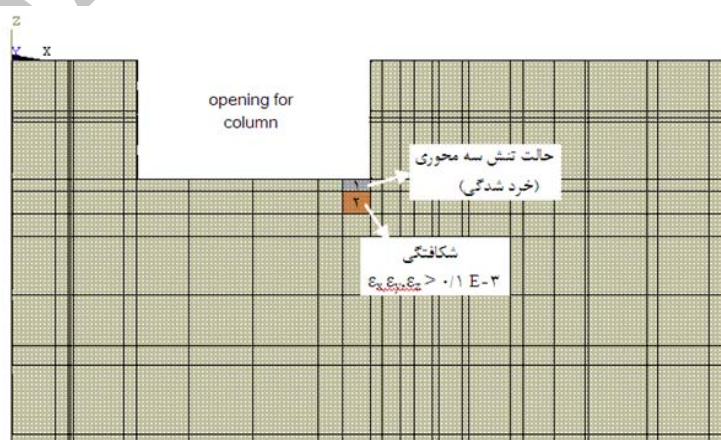 Z
Y X
opening for
column
حالت تنش سه محوری
(خرد شدگی)
۱
۲
شکافتگی
εx,εy,εz > ۰/۱ E-۳